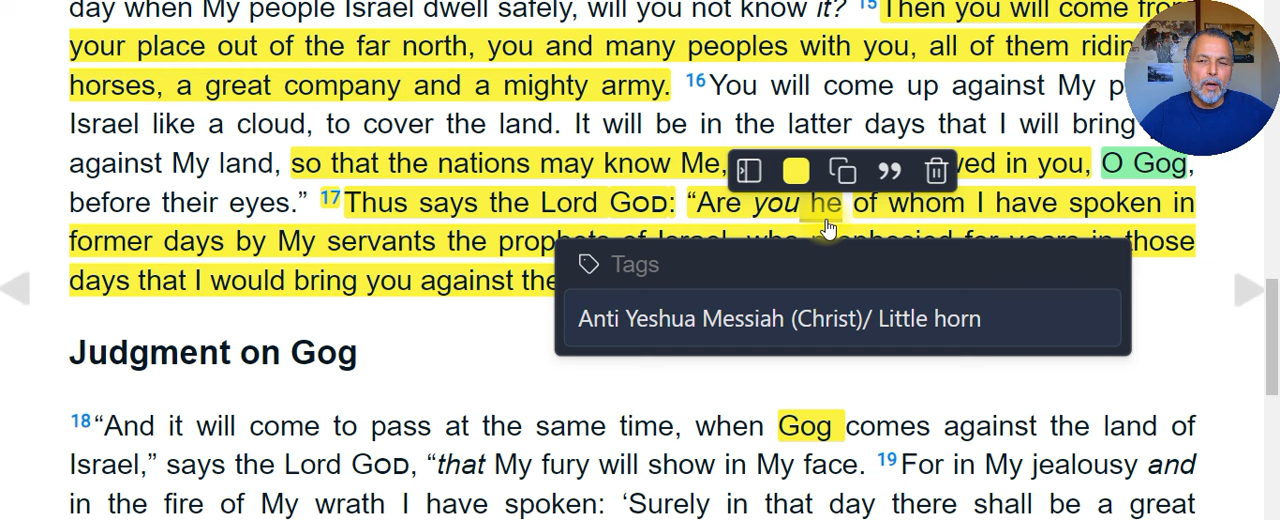 day when My people Israel dwell safely, will you not know it? 15 Then you will come from
your place out of the far north, you and many peoples with you, all of them
horses, a great company and a mighty army. 16 You will come up against My
Israel like a cloud, to cover the land. It will be in the latter days that I will bring
against My land, so that the nations may know Me, in you, O Gog,
before their eyes.” 17 Thus says the Lord GOD: “Are you he of whom I have spoken in
former days by My servants the prophets of Israel, who prophesied for years in those
days that I would bring you against
Tags
Anti Yeshua Messiah (Christ)/ Little horn
Judgment on Gog
18 “And it will come to pass at the same time, when Gog comes against the land of
Israel,” says the Lord GOD, “that My fury will show in My face. 19 For in My jealousy and
in the fire of My wrath I have spoken: ‘Surely in that day there shall be a great